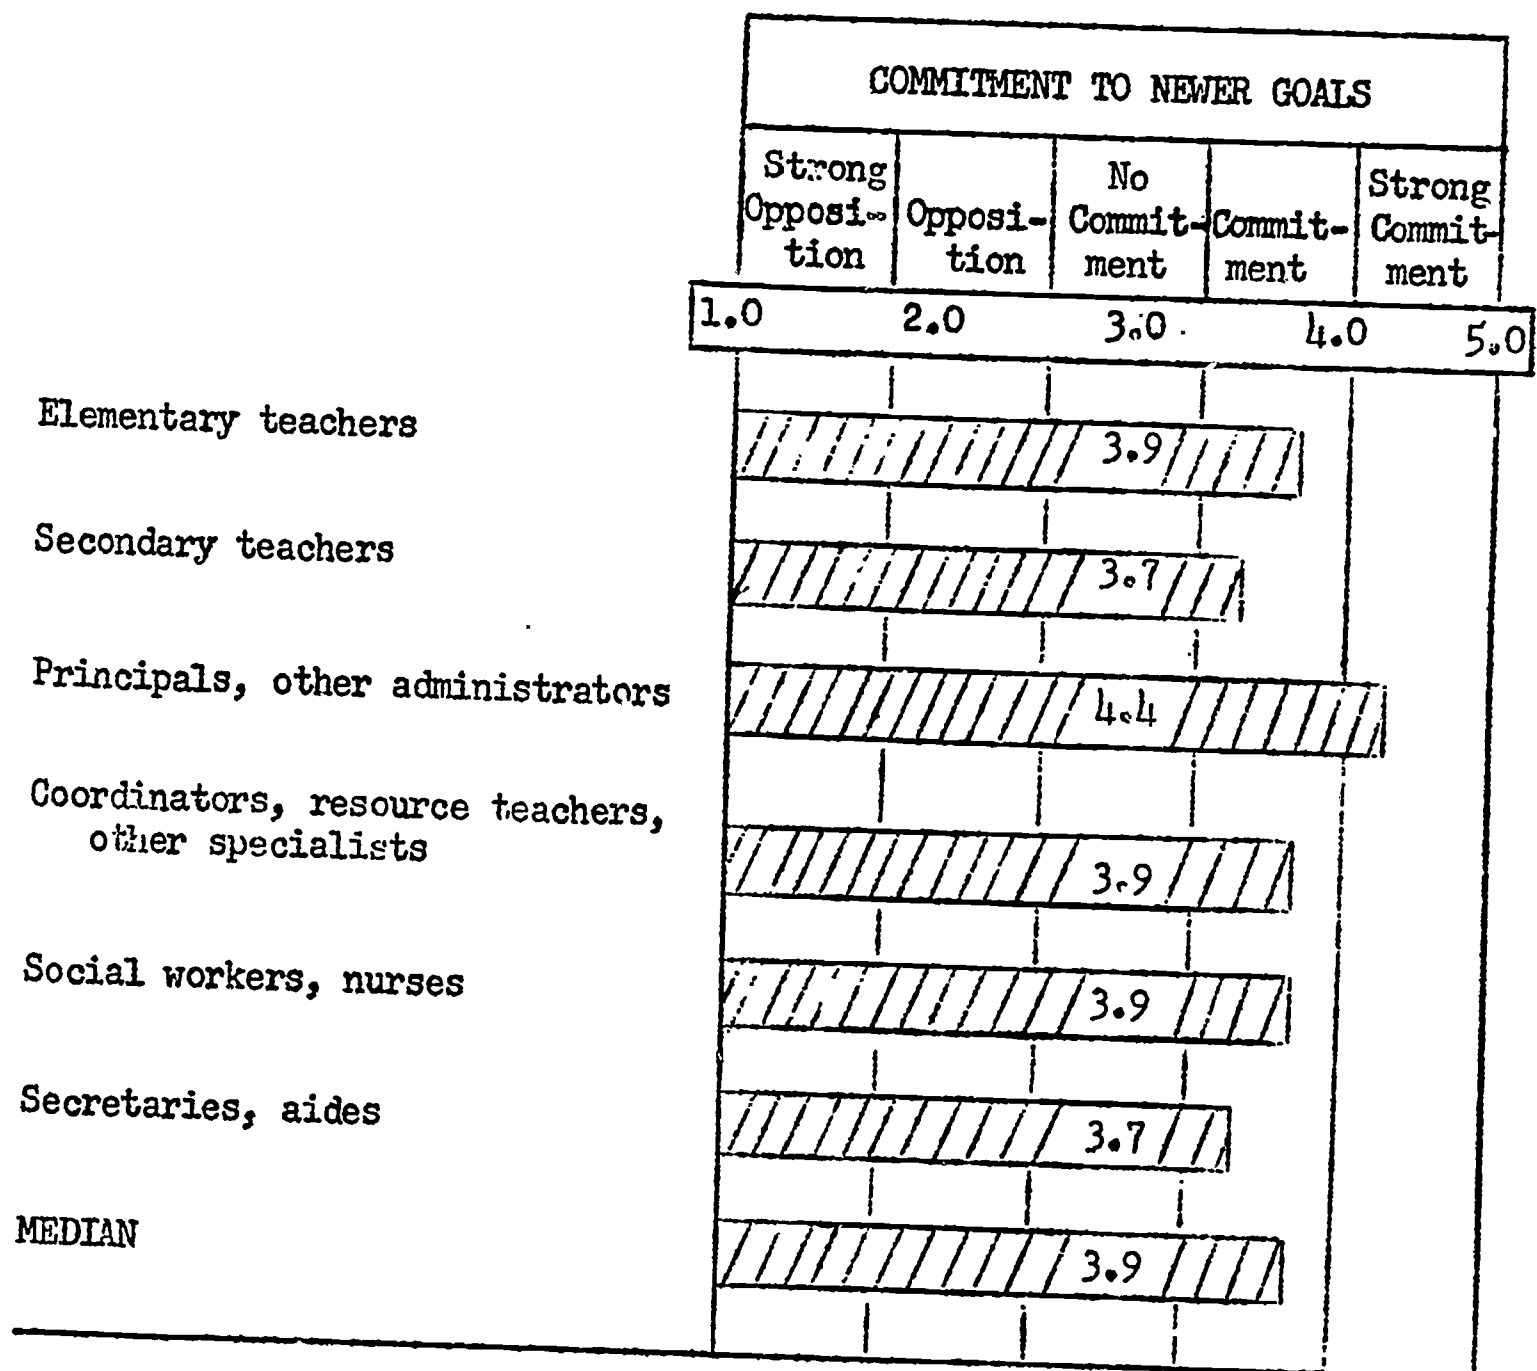 COMMITMENT TO NEWER GOALS
Strong Opposi- tion
Opposi- tion
No Commit- ment
Commit- ment
Strong Commit- ment
1.0 2.0 3.0 4.0 5.0
Elementary teachers 3.9
Secondary teachers 3.7
Principals, other administrators 4.4
Coordinators, resource teachers,
other specialists 3.9
Social workers, nurses 3.9
Secretaries, aides 3.7
MEDIAN 3.9